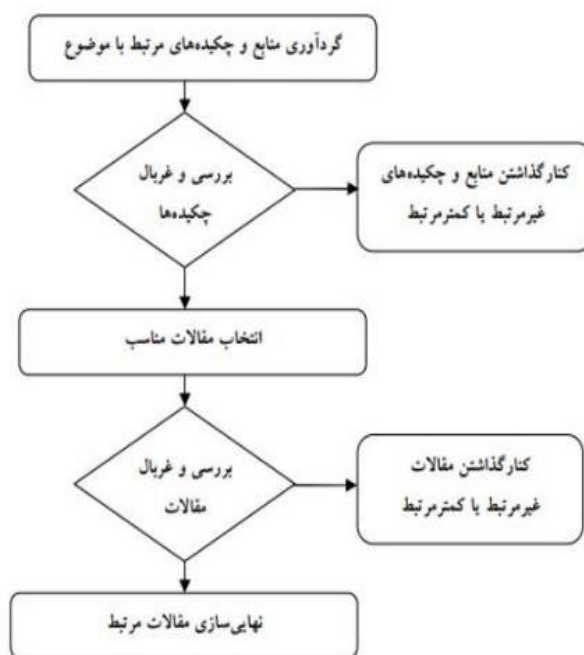 گردآوری منابع و چکیده‌های مرتبط با موضوع
بررسی و غربال
چکیده‌ها
کنارگذاشتن منابع و چکیده‌های
غیرمرتبط یا کمترمرتبط
انتخاب مقالات مناسب
بررسی و غربال
مقالات
کنارگذاشتن مقالات
غیرمرتبط یا کمترمرتبط
نهایی‌سازی مقالات مرتبط